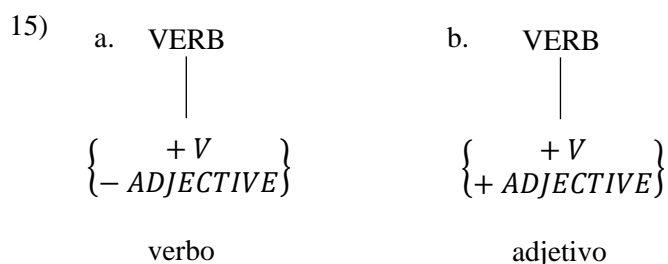 15) a. VERB b. VERB
{+ V − ADJECTIVE} {+ V + ADJECTIVE}
verbo adjetivo